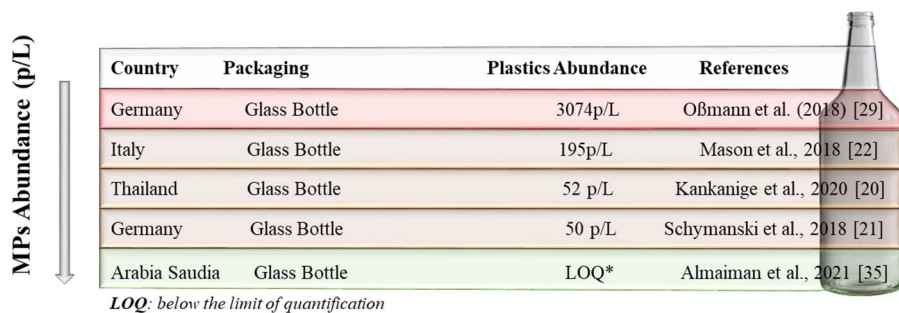 MPs Abundance (p/L)
Country Packaging Plastics Abundance References
Germany Glass Bottle 3074p/L Oßmann et al. (2018) [29]
Italy Glass Bottle 195p/L Mason et al., 2018 [22]
Thailand Glass Bottle 52 p/L Kankanige et al., 2020 [20]
Germany Glass Bottle 50 p/L Schymanski et al., 2018 [21]
Arabia Saudia Glass Bottle LOQ* Almaiman et al., 2021 [35]
LOQ: below the limit of quantification